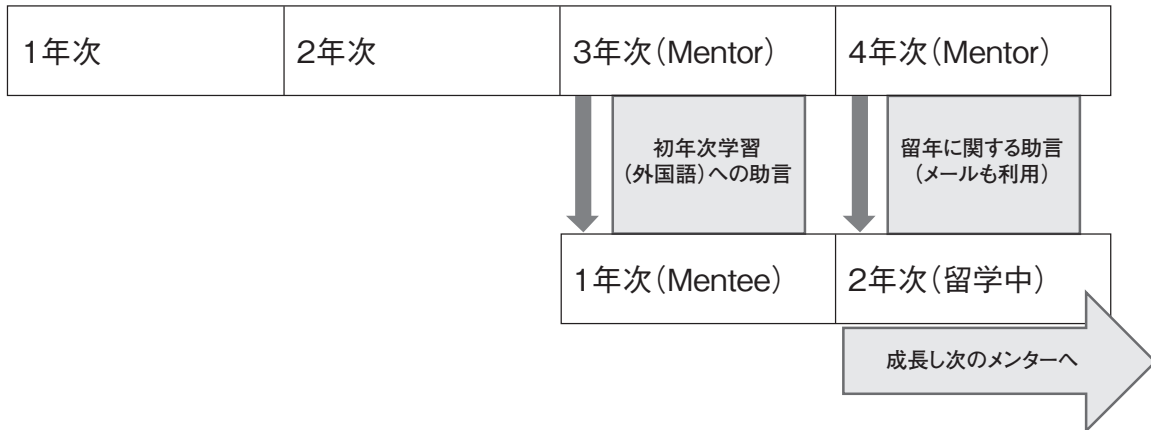 1年次
2年次
3年次(Mentor)
4年次(Mentor)
初年次学習
(外国語)への助言
留年に関する助言
(メールも利用)
1年次(Mentee)
2年次(留学中)
成長し次のメンターへ